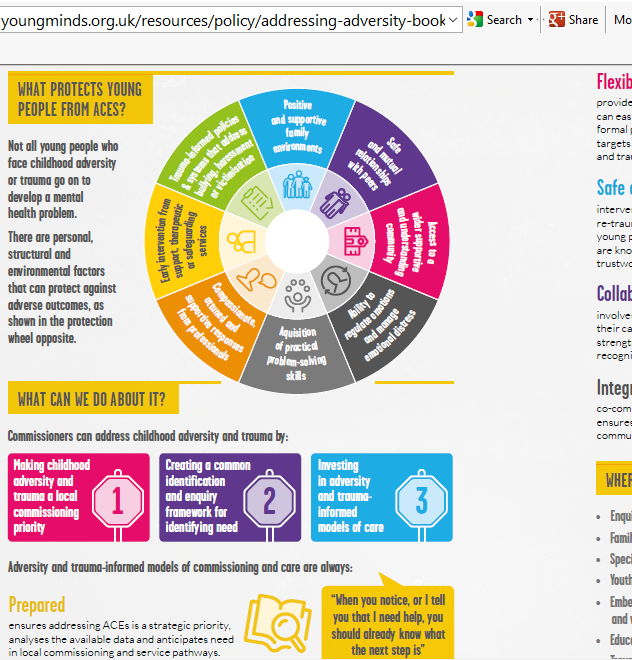 youngminds.org.uk/resources/policy/addressing-adversity-book
Search
Share
Mo
WHAT PROTECTS YOUNG
PEOPLE FROM ACES?
Not all young people who
face childhood adversity
or trauma go on to
develop a mental
health problem.
There are personal,
structural and
environmental factors
that can protect against
adverse outcomes, as
shown in the protection
wheel opposite.
Positive
and supportive
family
environments
Safe
and mutual
relationships
with peers
Access to a
wider supportive
and understanding
community
Ability to
regulate emotions
and manage
emotional distress
Aquisition
of practical
problem-solving
skills
Compassionate,
attuned and
supportive responses
from professionals
Early intervention from
support, therapeutic
or safeguarding
services
Trauma-informed policies
& systems that address
bullying, harassment
or victimisation
WHAT CAN WE DO ABOUT IT?
Commissioners can address childhood adversity and trauma by:
Making childhood
adversity and
trauma a local
commissioning
priority
1
Creating a common
identification
and enquiry
framework for
identifying need
2
Investing
in adversity
and trauma-
informed
models of care
3
Adversity and trauma-informed models of commissioning and care are always:
Prepared
ensures addressing ACEs is a strategic priority,
analyses the available data and anticipates need
in local commissioning and service pathways.
"When you notice, or I tell
you that I need help, you
should already know what
the next step is"
Flexib
provide
can eas
formal p
targets
and trau
Safe
interve
re-trau
young p
are kno
trustwo
Collab
involve
their ca
strengt
recogni
Integr
co-com
ensure
commu
WHER
• Enqui
• Famil
• Speci
• Youth
• Embe
and v
• Educa